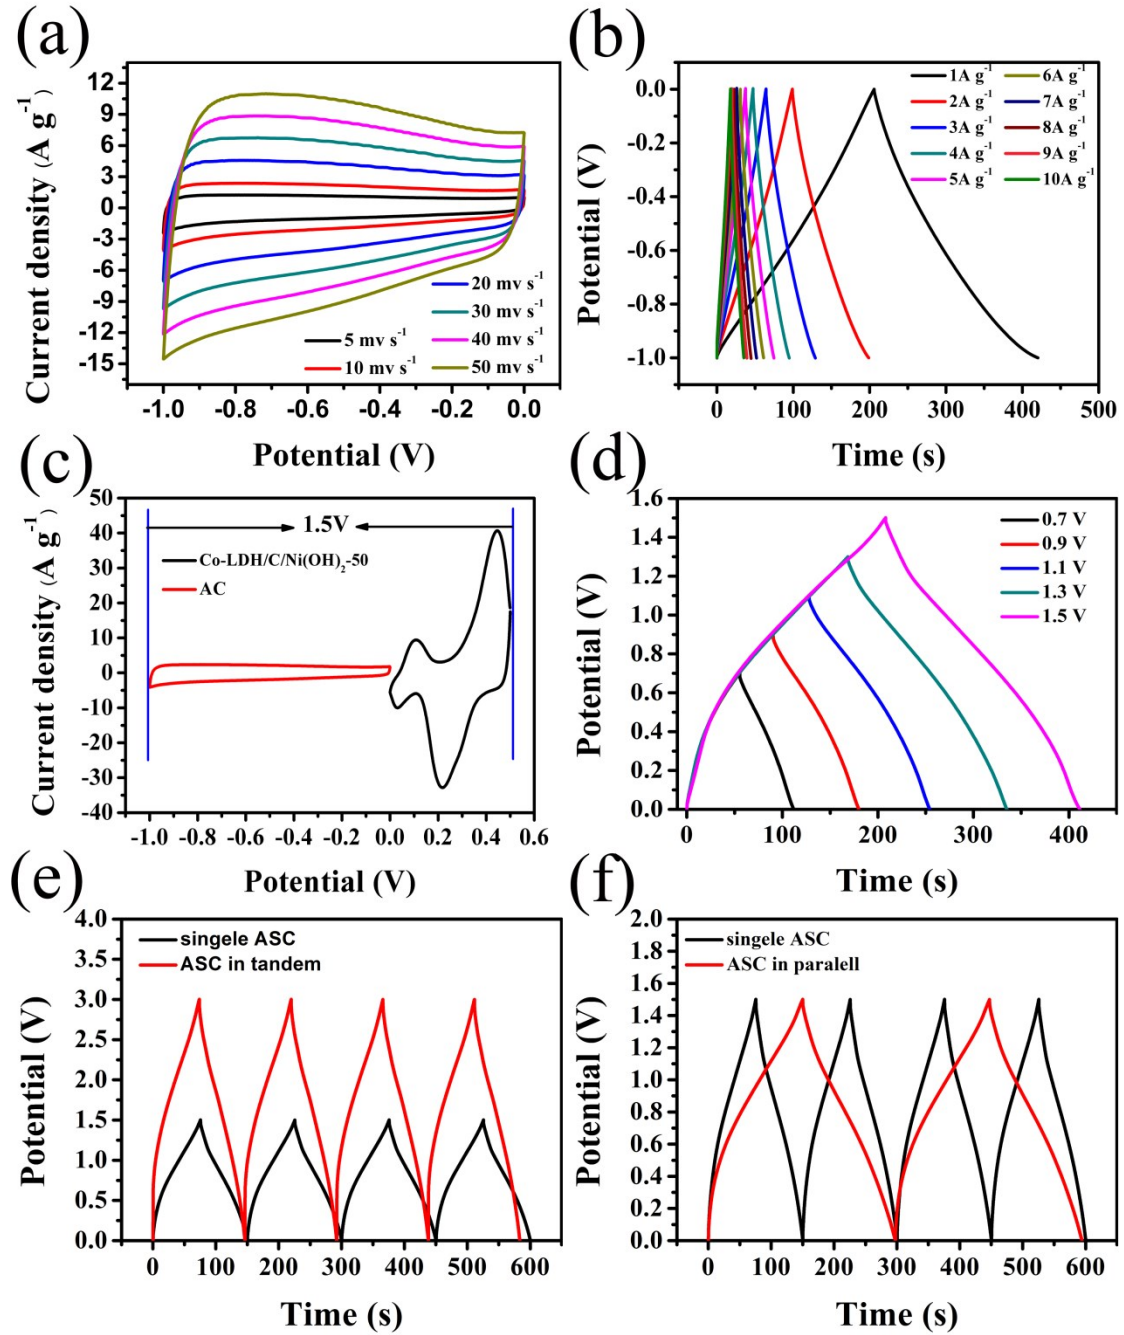 (a)
Current density (A g⁻¹)
12
9
6
3
0
-3
-6
-9
-12
-15
20 mv s⁻¹
30 mv s⁻¹
5 mv s⁻¹
40 mv s⁻¹
10 mv s⁻¹
50 mv s⁻¹
-1.0 -0.8 -0.6 -0.4 -0.2 0.0
Potential (V)
(b)
Potential (V)
0.0
-0.2
-0.4
-0.6
-0.8
-1.0
1A g⁻¹ 6A g⁻¹
2A g⁻¹ 7A g⁻¹
3A g⁻¹ 8A g⁻¹
4A g⁻¹ 9A g⁻¹
5A g⁻¹ 10A g⁻¹
0 100 200 300 400 500
Time (s)
(c)
Current density (A g⁻¹)
50
40
30
20
10
0
-10
-20
-30
-40
1.5V
Co-LDH/C/Ni(OH)₂-50
AC
-1.0 -0.8 -0.6 -0.4 -0.2 0.0 0.2 0.4 0.6
Potential (V)
(d)
Potential (V)
1.6
1.4
1.2
1.0
0.8
0.6
0.4
0.2
0.0
0.7 V
0.9 V
1.1 V
1.3 V
1.5 V
0 100 200 300 400
Time (s)
(e)
Potential (V)
4.0
3.5
3.0
2.5
2.0
1.5
1.0
0.5
0.0
singele ASC
ASC in tandem
0 100 200 300 400 500 600
Time (s)
(f)
Potential (V)
2.0
1.8
1.6
1.4
1.2
1.0
0.8
0.6
0.4
0.2
0.0
singele ASC
ASC in paralell
0 100 200 300 400 500 600
Time (s)